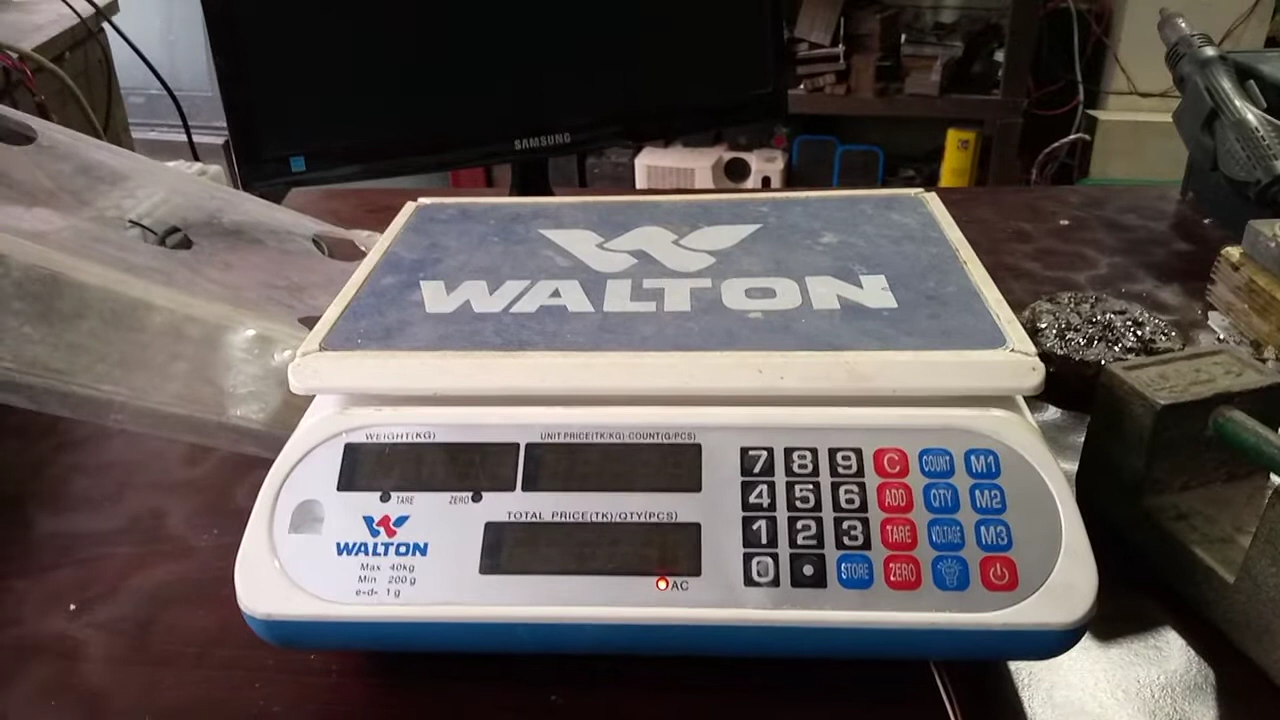 SAMSUNG
WALTON
WEIGHT(KG)
UNIT-PRICE(TK/KG)-COUNT(G/PCS)
TARE
ZERO
TOTAL PRICE(TK)/QTY(PCS)
WALTON
Max 40kg
Min 200g
e=d= 1g
AC
7 8 9 C COUNT M1
4 5 6 ADD QTY M2
1 2 3 TARE VOLTAGE M3
0 • STORE ZERO